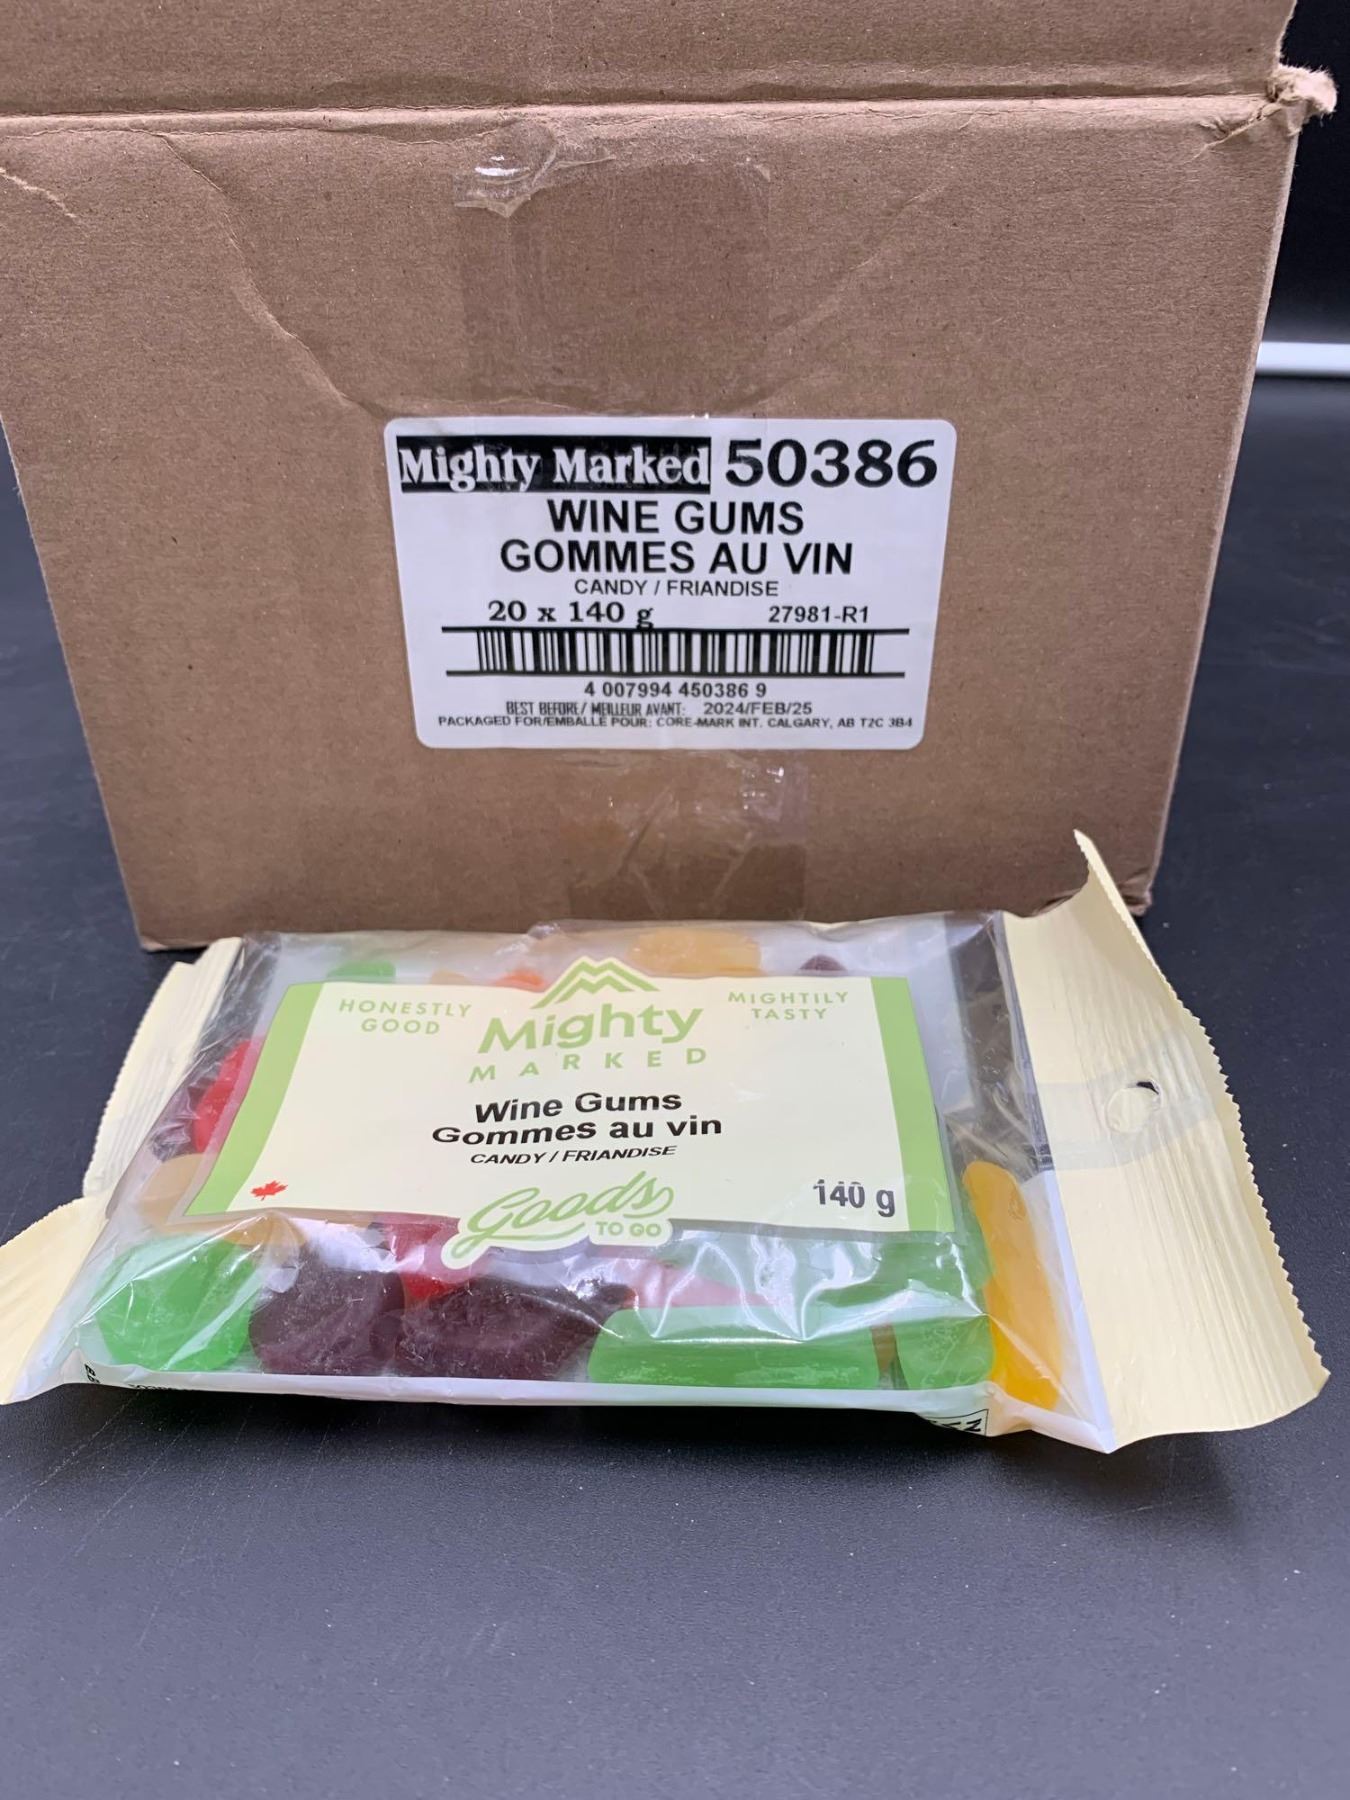 Mighty Marked 50386
WINE GUMS
GOMMES AU VIN
CANDY / FRIANDISE
20 x 140 g 27981-R1
4 007994 450386 9
BEST BEFORE/ MEILLEUR AVANT: 2024/FEB/25
PACKAGED FOR/EMBALLÉ POUR: CORE-MARK INT. CALGARY, AB T2C 3B4
HONESTLY GOOD
Mighty
MARKED
MIGHTILY TASTY
Wine Gums
Gommes au vin
CANDY / FRIANDISE
Goods
TO GO
140 g